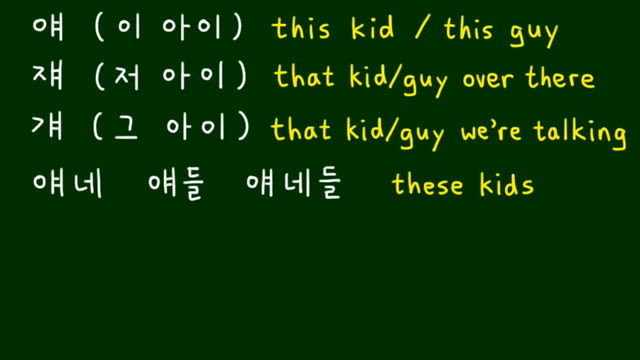 얘 (이 아이) this kid / this guy
쟤 (저 아이) that kid/guy over there
걔 (그 아이) that kid/guy we're talking
얘네 얘들 얘네들 these kids